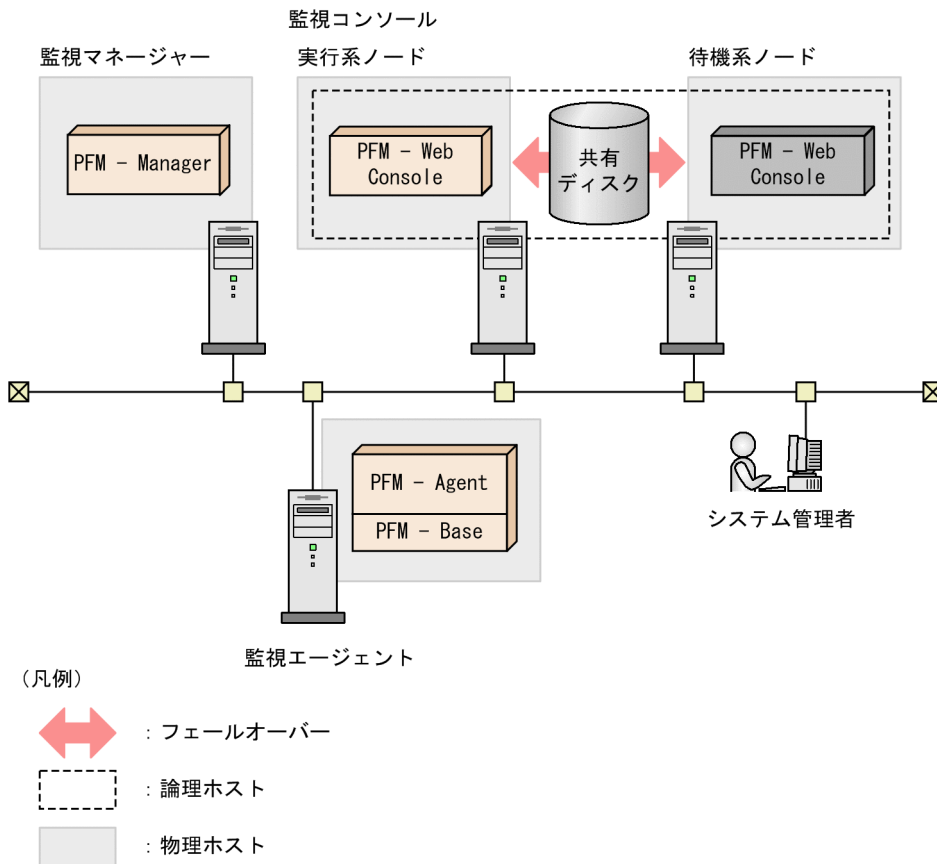 監視コンソール
監視マネージャー
実行系ノード
待機系ノード
PFM - Manager
PFM - Web
Console
共有
ディスク
PFM - Web
Console
PFM - Agent
PFM - Base
システム管理者
監視エージェント
（凡例）
：フェールオーバー
：論理ホスト
：物理ホスト